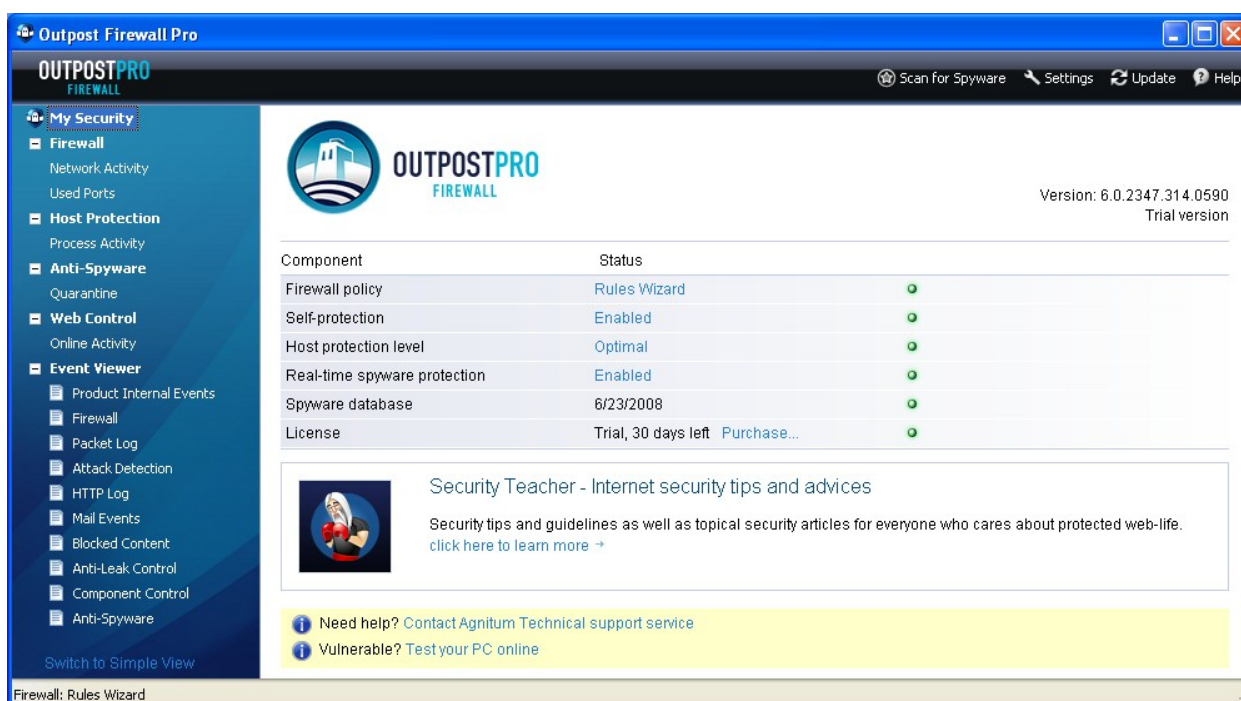 Outpost Firewall Pro
OUTPOSTPRO
FIREWALL
Scan for Spyware Settings Update Help
My Security
Firewall
Network Activity
Used Ports
Host Protection
Process Activity
Anti-Spyware
Quarantine
Web Control
Online Activity
Event Viewer
Product Internal Events
Firewall
Packet Log
Attack Detection
HTTP Log
Mail Events
Blocked Content
Anti-Leak Control
Component Control
Anti-Spyware
Switch to Simple View
OUTPOSTPRO
FIREWALL
Version: 6.0.2347.314.0590
Trial version
Component Status
Firewall policy Rules Wizard
Self-protection Enabled
Host protection level Optimal
Real-time spyware protection Enabled
Spyware database 6/23/2008
License Trial, 30 days left Purchase...
Security Teacher - Internet security tips and advices
Security tips and guidelines as well as topical security articles for everyone who cares about protected web-life.
click here to learn more →
Need help? Contact Agnitum Technical support service
Vulnerable? Test your PC online
Firewall: Rules Wizard